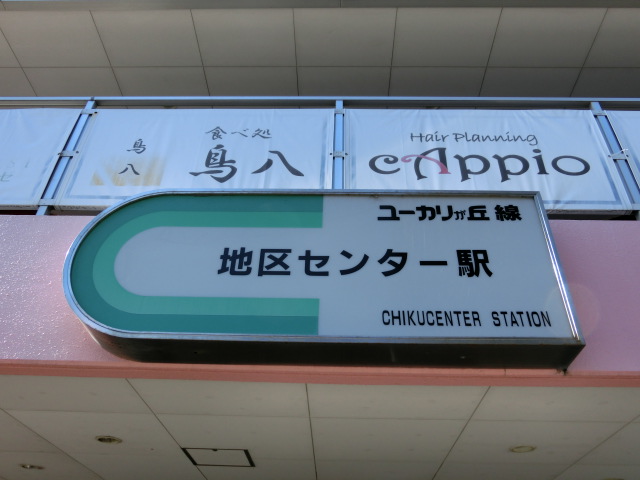 食べ処
鳥八
鳥八
Hair Planning
cAppio
ユーカリが丘線
地区センター駅
CHIKUCENTER STATION